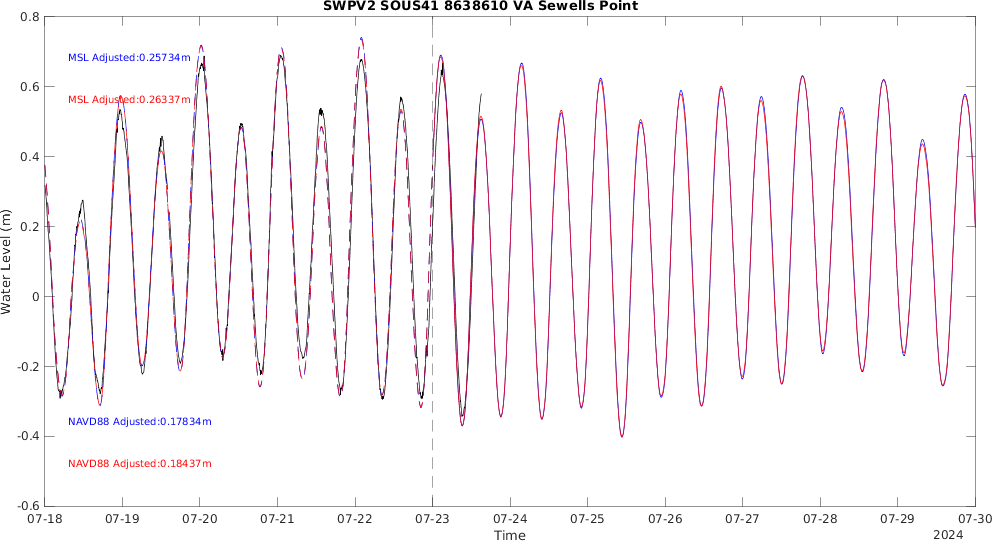 SWPV2 SOUS41 8638610 VA Sewells Point
0.8
0.6
0.4
0.2
0
-0.2
-0.4
-0.6
Water Level (m)
MSL Adjusted:0.25734m
MSL Adjusted:0.26337m
NAVD88 Adjusted:0.17834m
NAVD88 Adjusted:0.18437m
07-18 07-19 07-20 07-21 07-22 07-23 07-24 07-25 07-26 07-27 07-28 07-29 07-30
Time
2024